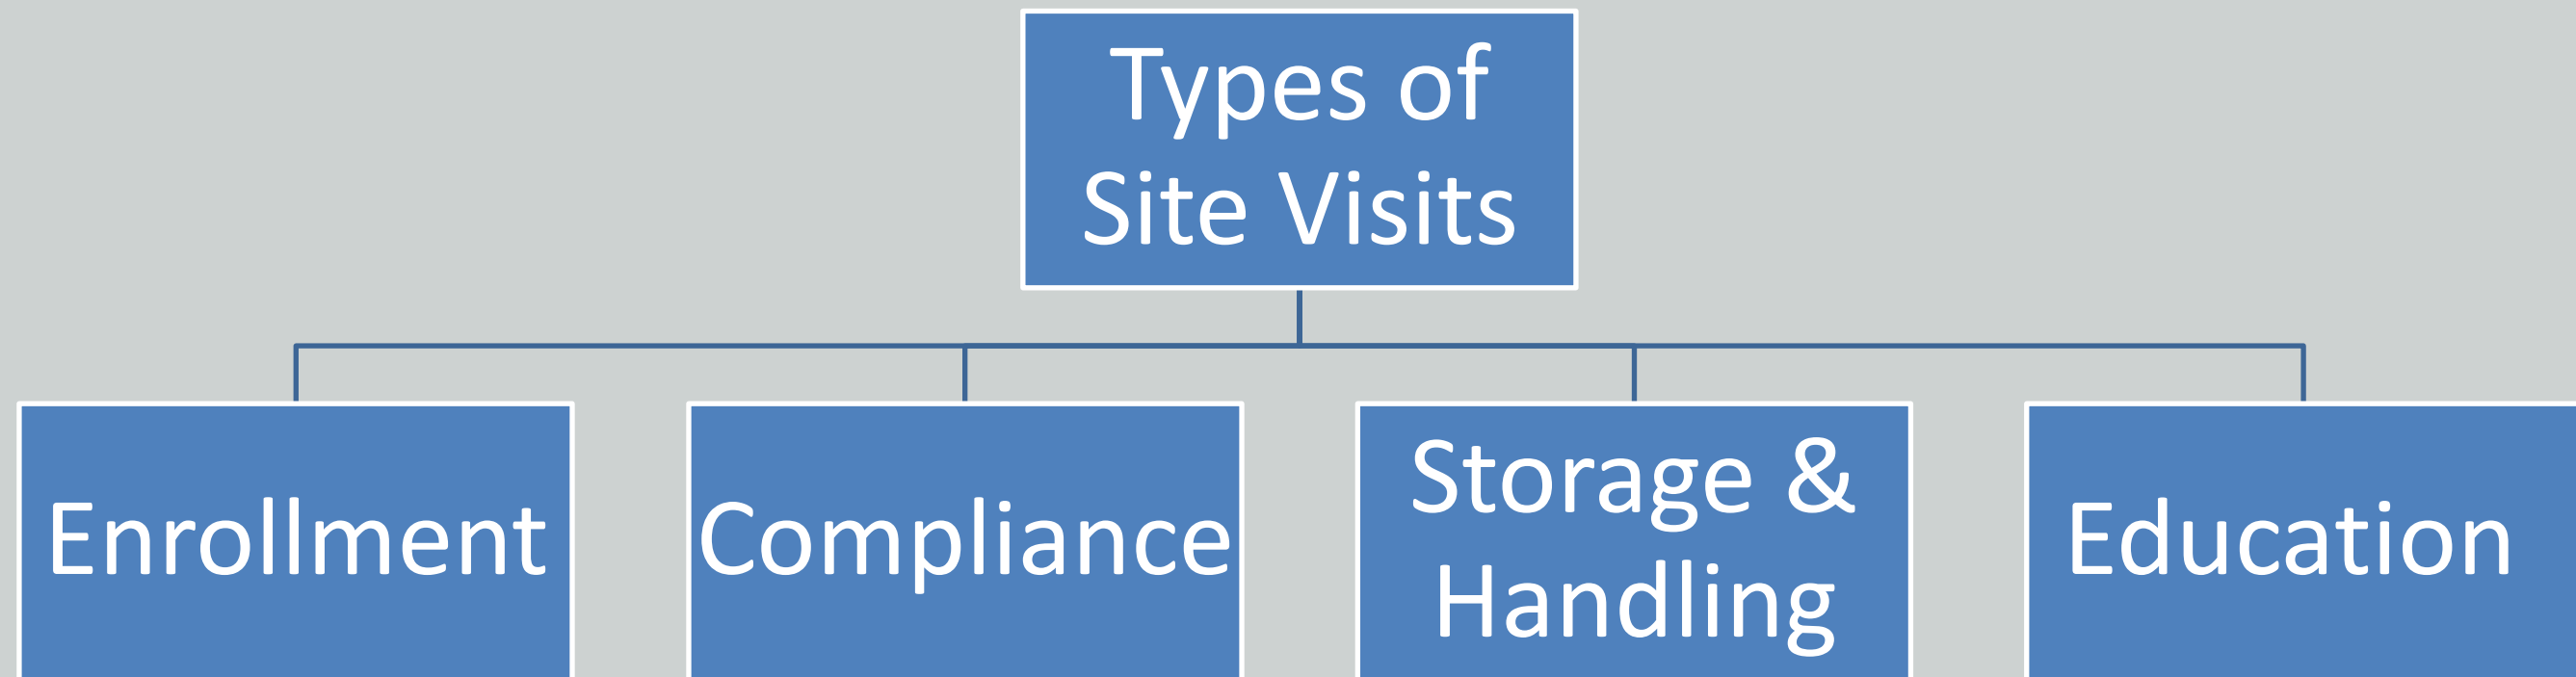 Types of
Site Visits
Enrollment
Compliance
Storage &
Handling
Education